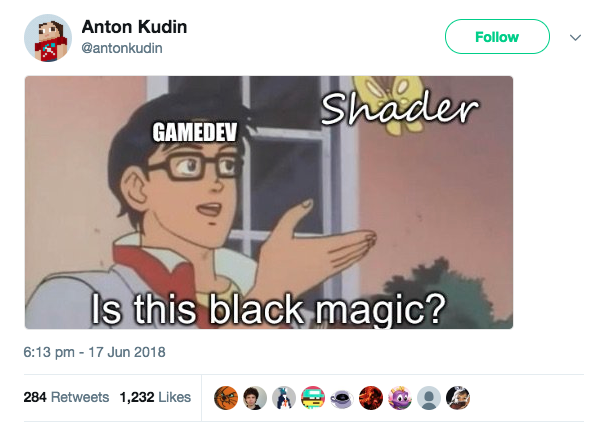 Anton Kudin
@antonkudin
Follow
Shader
GAMEDEV
Is this black magic?
6:13 pm - 17 Jun 2018
284 Retweets 1,232 Likes